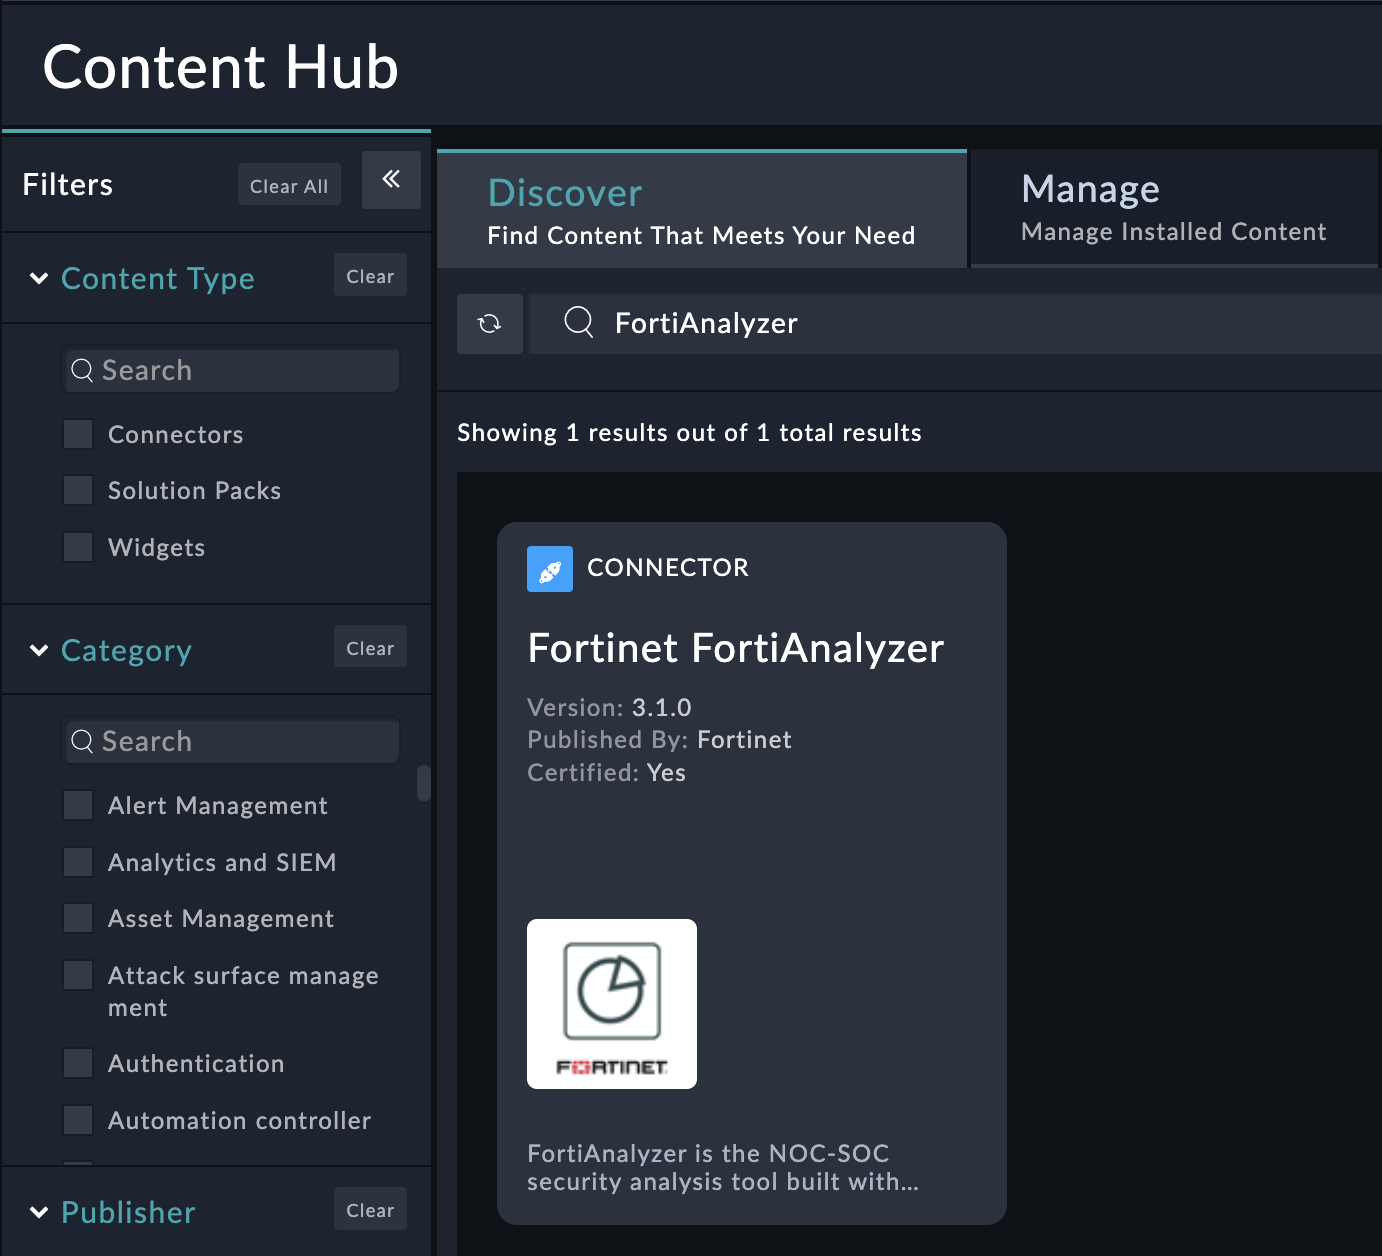 Content Hub
Filters
Clear All
Content Type
Clear
Search
Connectors
Solution Packs
Widgets
Category
Clear
Search
Alert Management
Analytics and SIEM
Asset Management
Attack surface manage
ment
Authentication
Automation controller
Publisher
Clear
Discover
Find Content That Meets Your Need
Manage
Manage Installed Content
FortiAnalyzer
Showing 1 results out of 1 total results
CONNECTOR
Fortinet FortiAnalyzer
Version: 3.1.0
Published By: Fortinet
Certified: Yes
FORTINET
FortiAnalyzer is the NOC-SOC
security analysis tool built with...